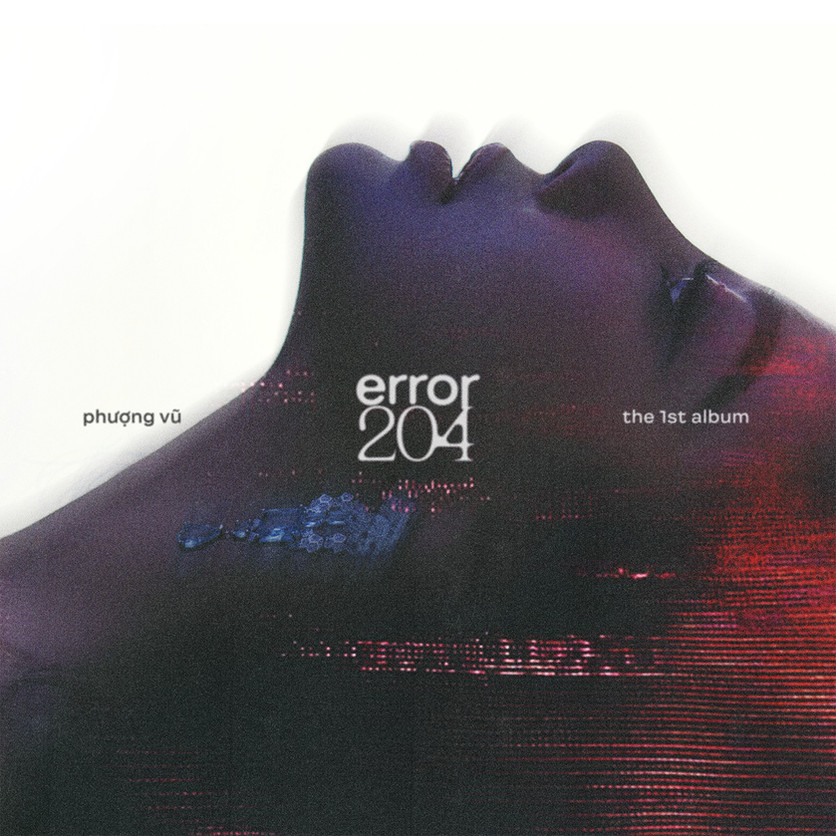 error
204
phượng vũ
the 1st album